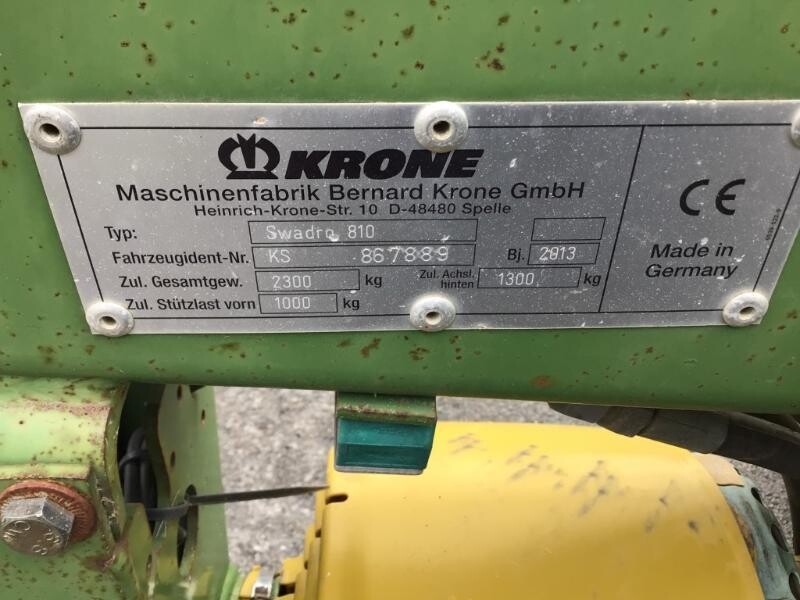 KRONE
Maschinenfabrik Bernard Krone GmbH
Heinrich-Krone-Str. 10 D-48480 Spelle
Typ: Swadro 810
Fahrzeugident-Nr. KS 867889 Bj. 2013
Zul. Gesamtgew. 2300 kg Zul. Achsl. hinten 1300 kg
Zul. Stützlast vorn 1000 kg
CE
Made in
Germany
8.8